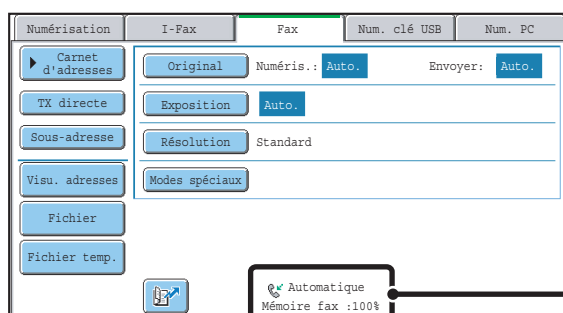 Numérisation I-Fax Fax Num. clé USB Num. PC
Carnet d'adresses
Original Numéris.: Auto. Envoyer: Auto.
TX directe
Exposition Auto.
Sous-adresse
Résolution Standard
Visu. adresses
Modes spéciaux
Fichier
Fichier temp.
Automatique
Mémoire fax :100%